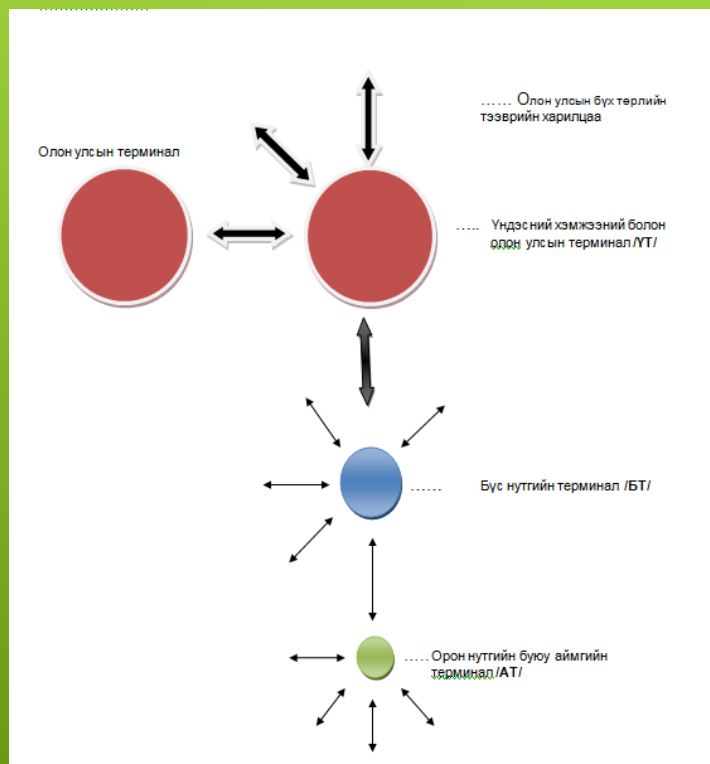 …… Олон улсын бүх төрлийн
тээврийн харилцаа
Олон улсын терминал
….. Үндэсний хэмжээний болон
олон улсын терминал /ҮТ/
…… Бүс нутгийн терминал /БТ/
….. Орон нутгийн буюу аймгийн
терминал /АТ/